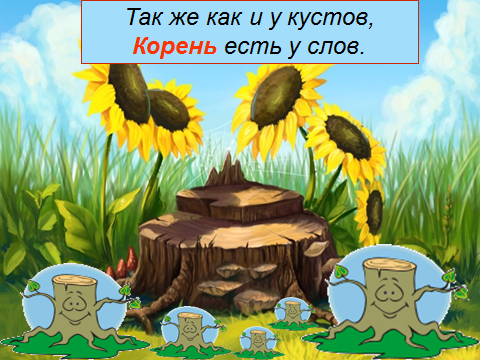 Так же как и у кустов,
Корень есть у слов.